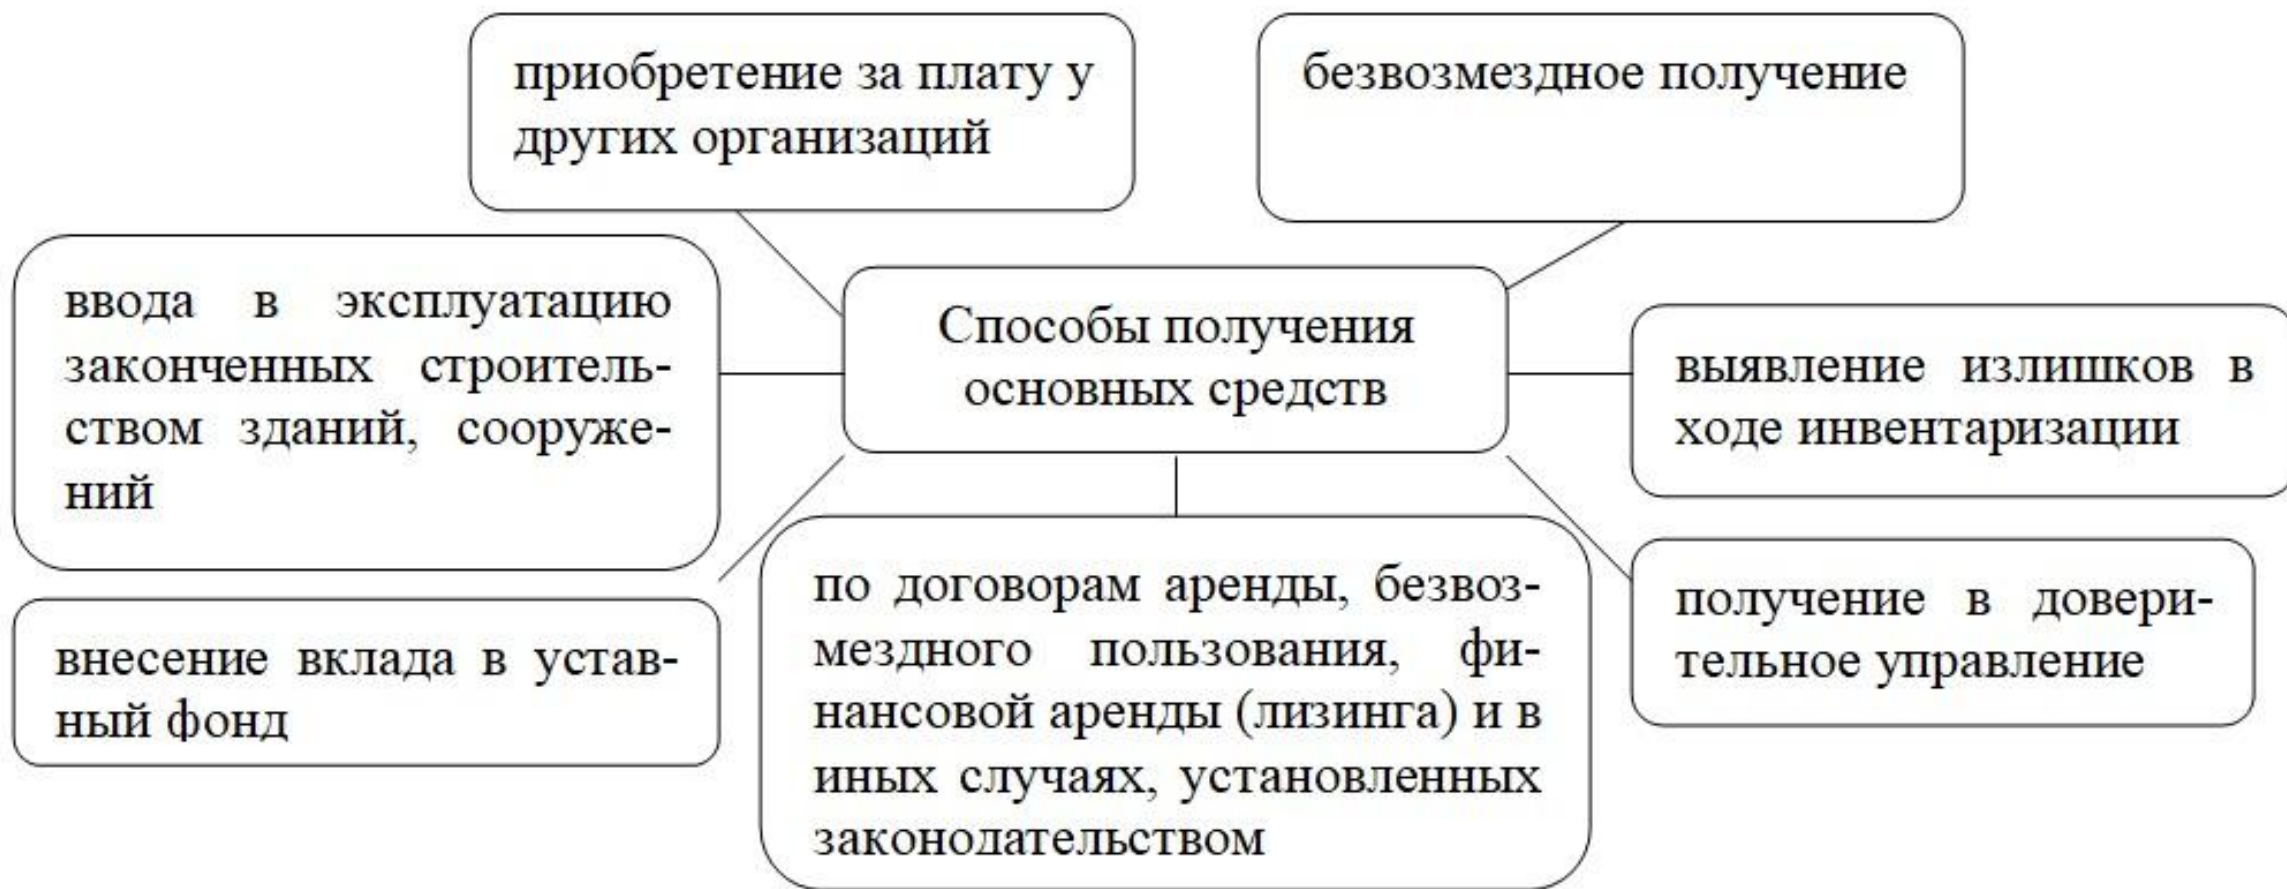 приобретение за плату у
других организаций
безвозмездное получение
ввода в эксплуатацию
законченных строитель-
ством зданий, сооруже-
ний
Способы получения
основных средств
выявление излишков в
ходе инвентаризации
внесение вклада в устав-
ный фонд
по договорам аренды, безвоз-
мездного пользования, фи-
нансовой аренды (лизинга) и в
иных случаях, установленных
законодательством
получение в довери-
тельное управление